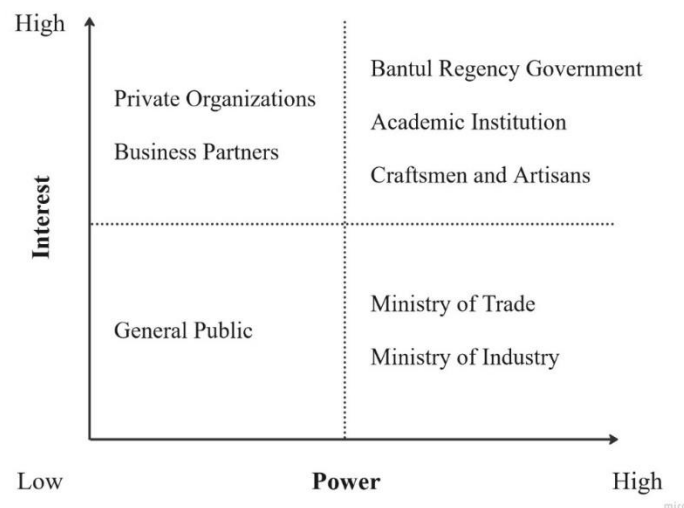 High
Private Organizations
Business Partners
Bantul Regency Government
Academic Institution
Craftsmen and Artisans
Interest
General Public
Ministry of Trade
Ministry of Industry
Low
Power
High